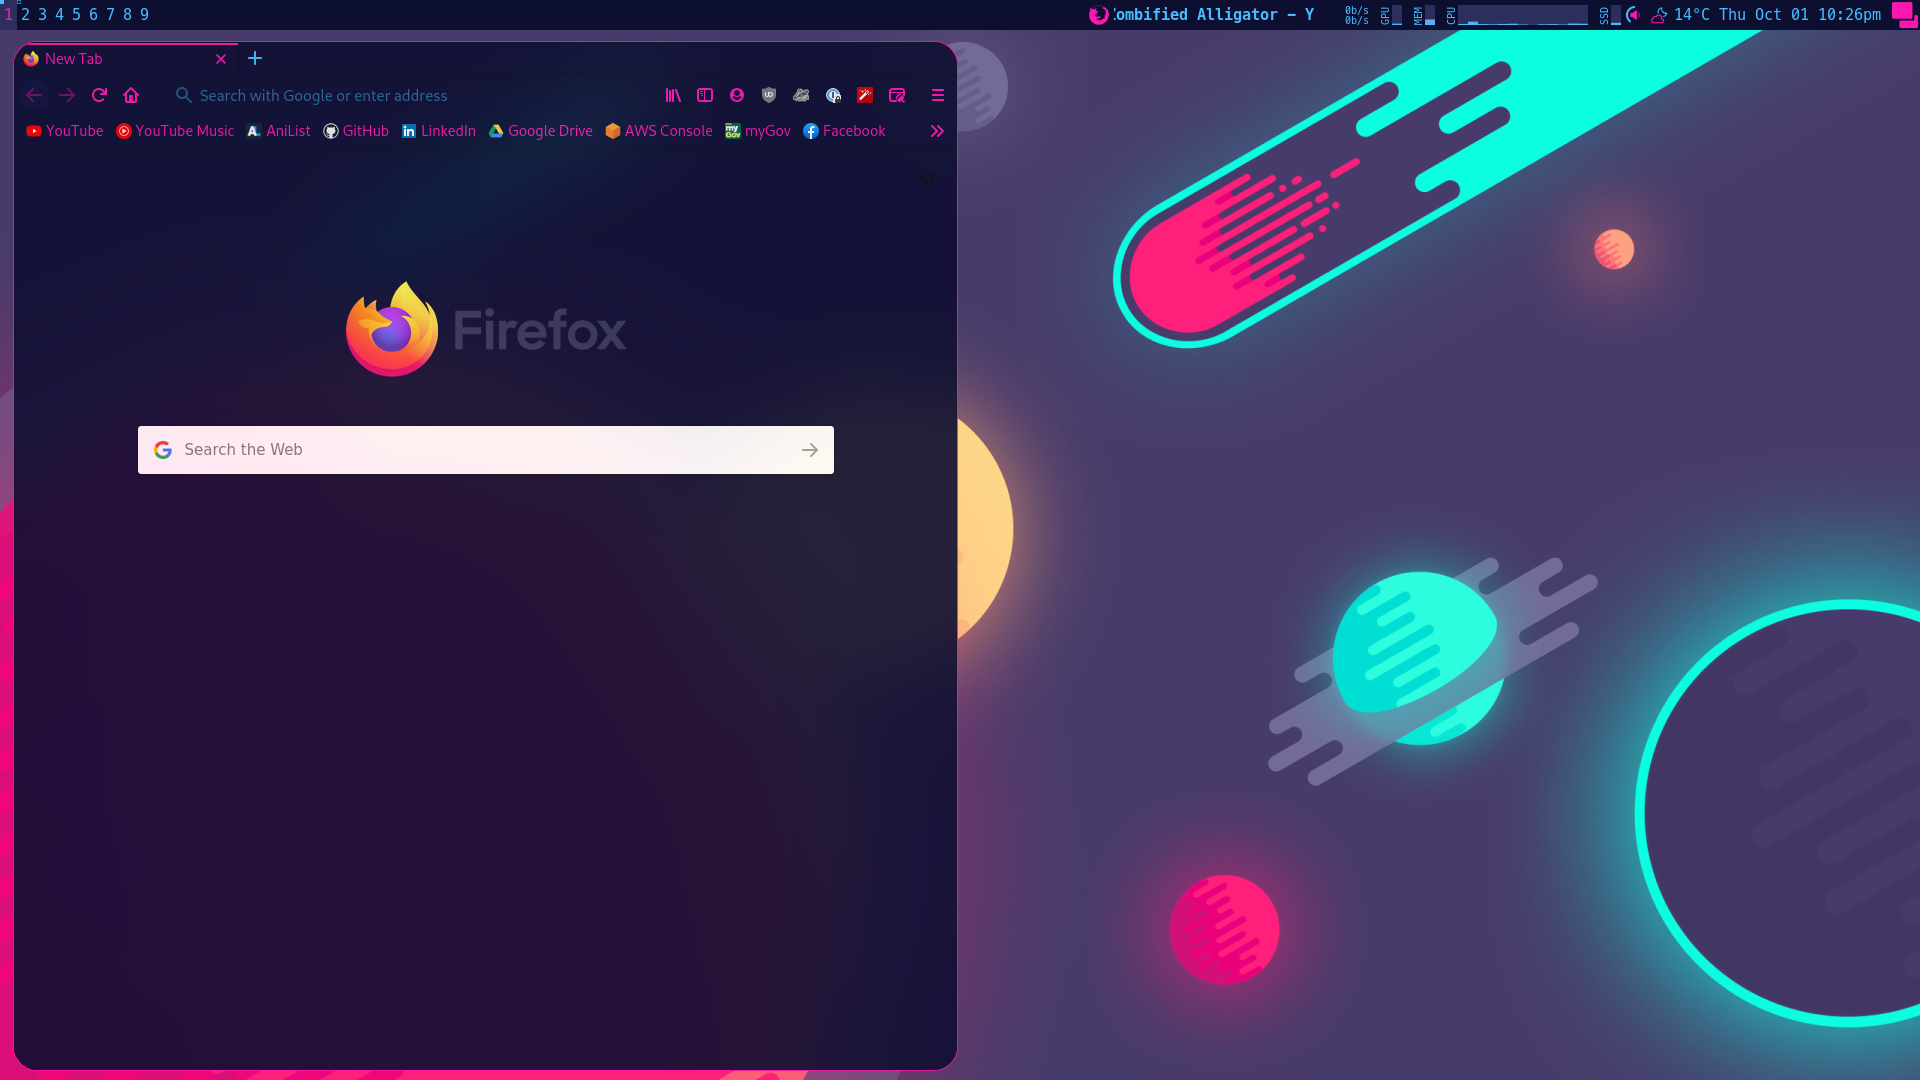 1 2 3 4 5 6 7 8 9
ombified Alligator – Y
0b/s
0b/s
GPU
MEM
CPU
SSD
14°C Thu Oct 01 10:26pm
New Tab
Search with Google or enter address
YouTube YouTube Music AniList GitHub LinkedIn Google Drive AWS Console myGov Facebook
Firefox
Search the Web